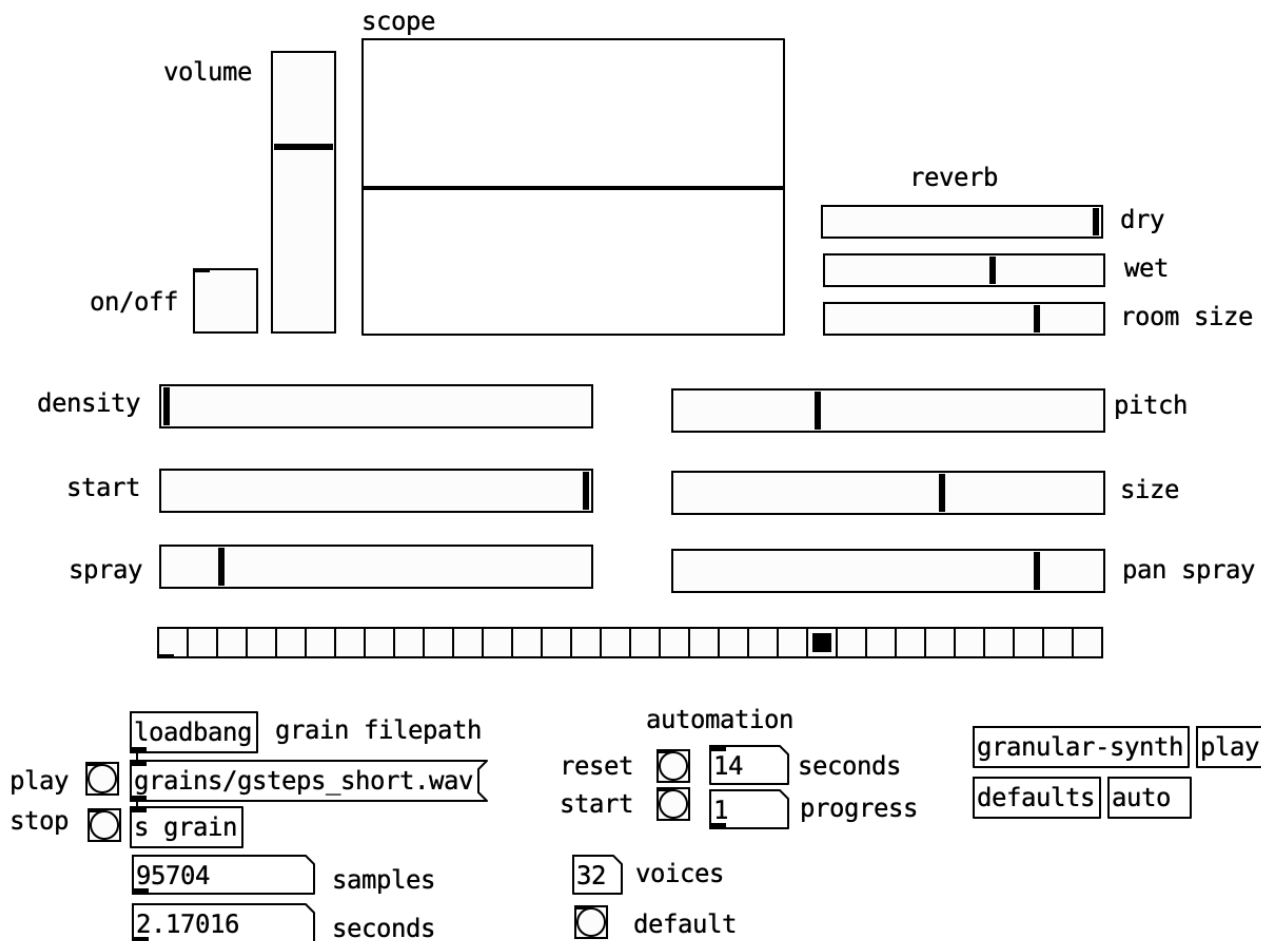 scope
volume
reverb
dry
wet
on/off
room size
density
pitch
start
size
spray
pan spray
loadbang grain filepath
automation
granular-synth play
play grains/gsteps_short.wav
reset 14 seconds
defaults auto
stop s grain
start 1 progress
95704 samples
32 voices
2.17016 seconds
default